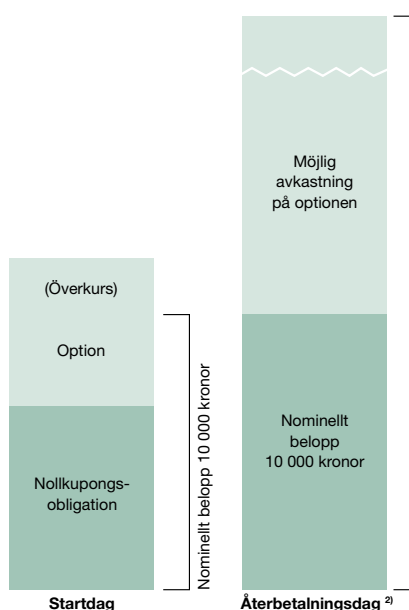 (Överkurs)
Option
Nollkupongs-
obligation
Startdag
Nominellt belopp 10 000 kronor
Möjlig
avkastning
på optionen
Nominellt
belopp
10 000 kronor
Återbetalningsdag 2)